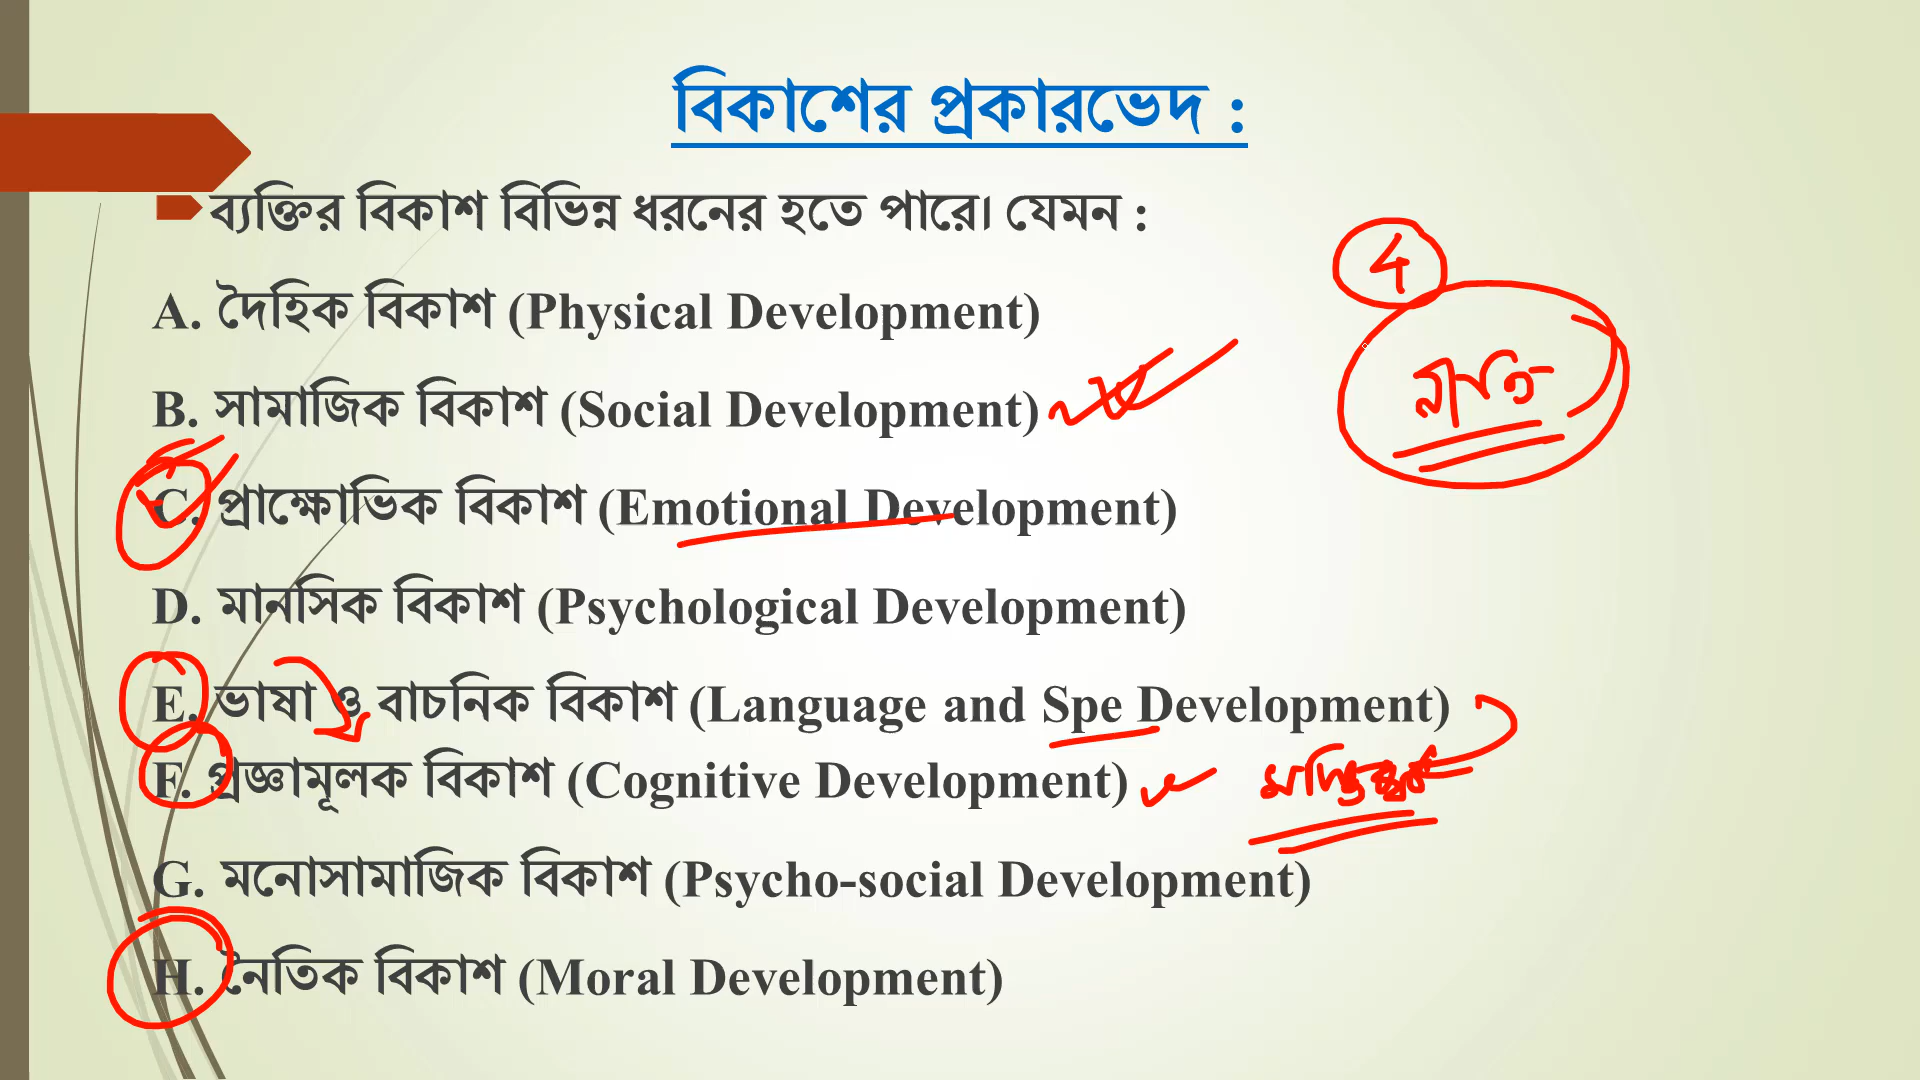 বিকাশের প্রকারভেদ :
ব্যক্তির বিকাশ বিভিন্ন ধরনের হতে পারে। যেমন :
A. দৈহিক বিকাশ (Physical Development)
B. সামাজিক বিকাশ (Social Development)
C. প্রাক্ষোভিক বিকাশ (Emotional Development)
D. মানসিক বিকাশ (Psychological Development)
E. ভাষা ও বাচনিক বিকাশ (Language and Spe Development)
F. প্রজ্ঞামূলক বিকাশ (Cognitive Development)
G. মনোসামাজিক বিকাশ (Psycho-social Development)
H. নৈতিক বিকাশ (Moral Development)